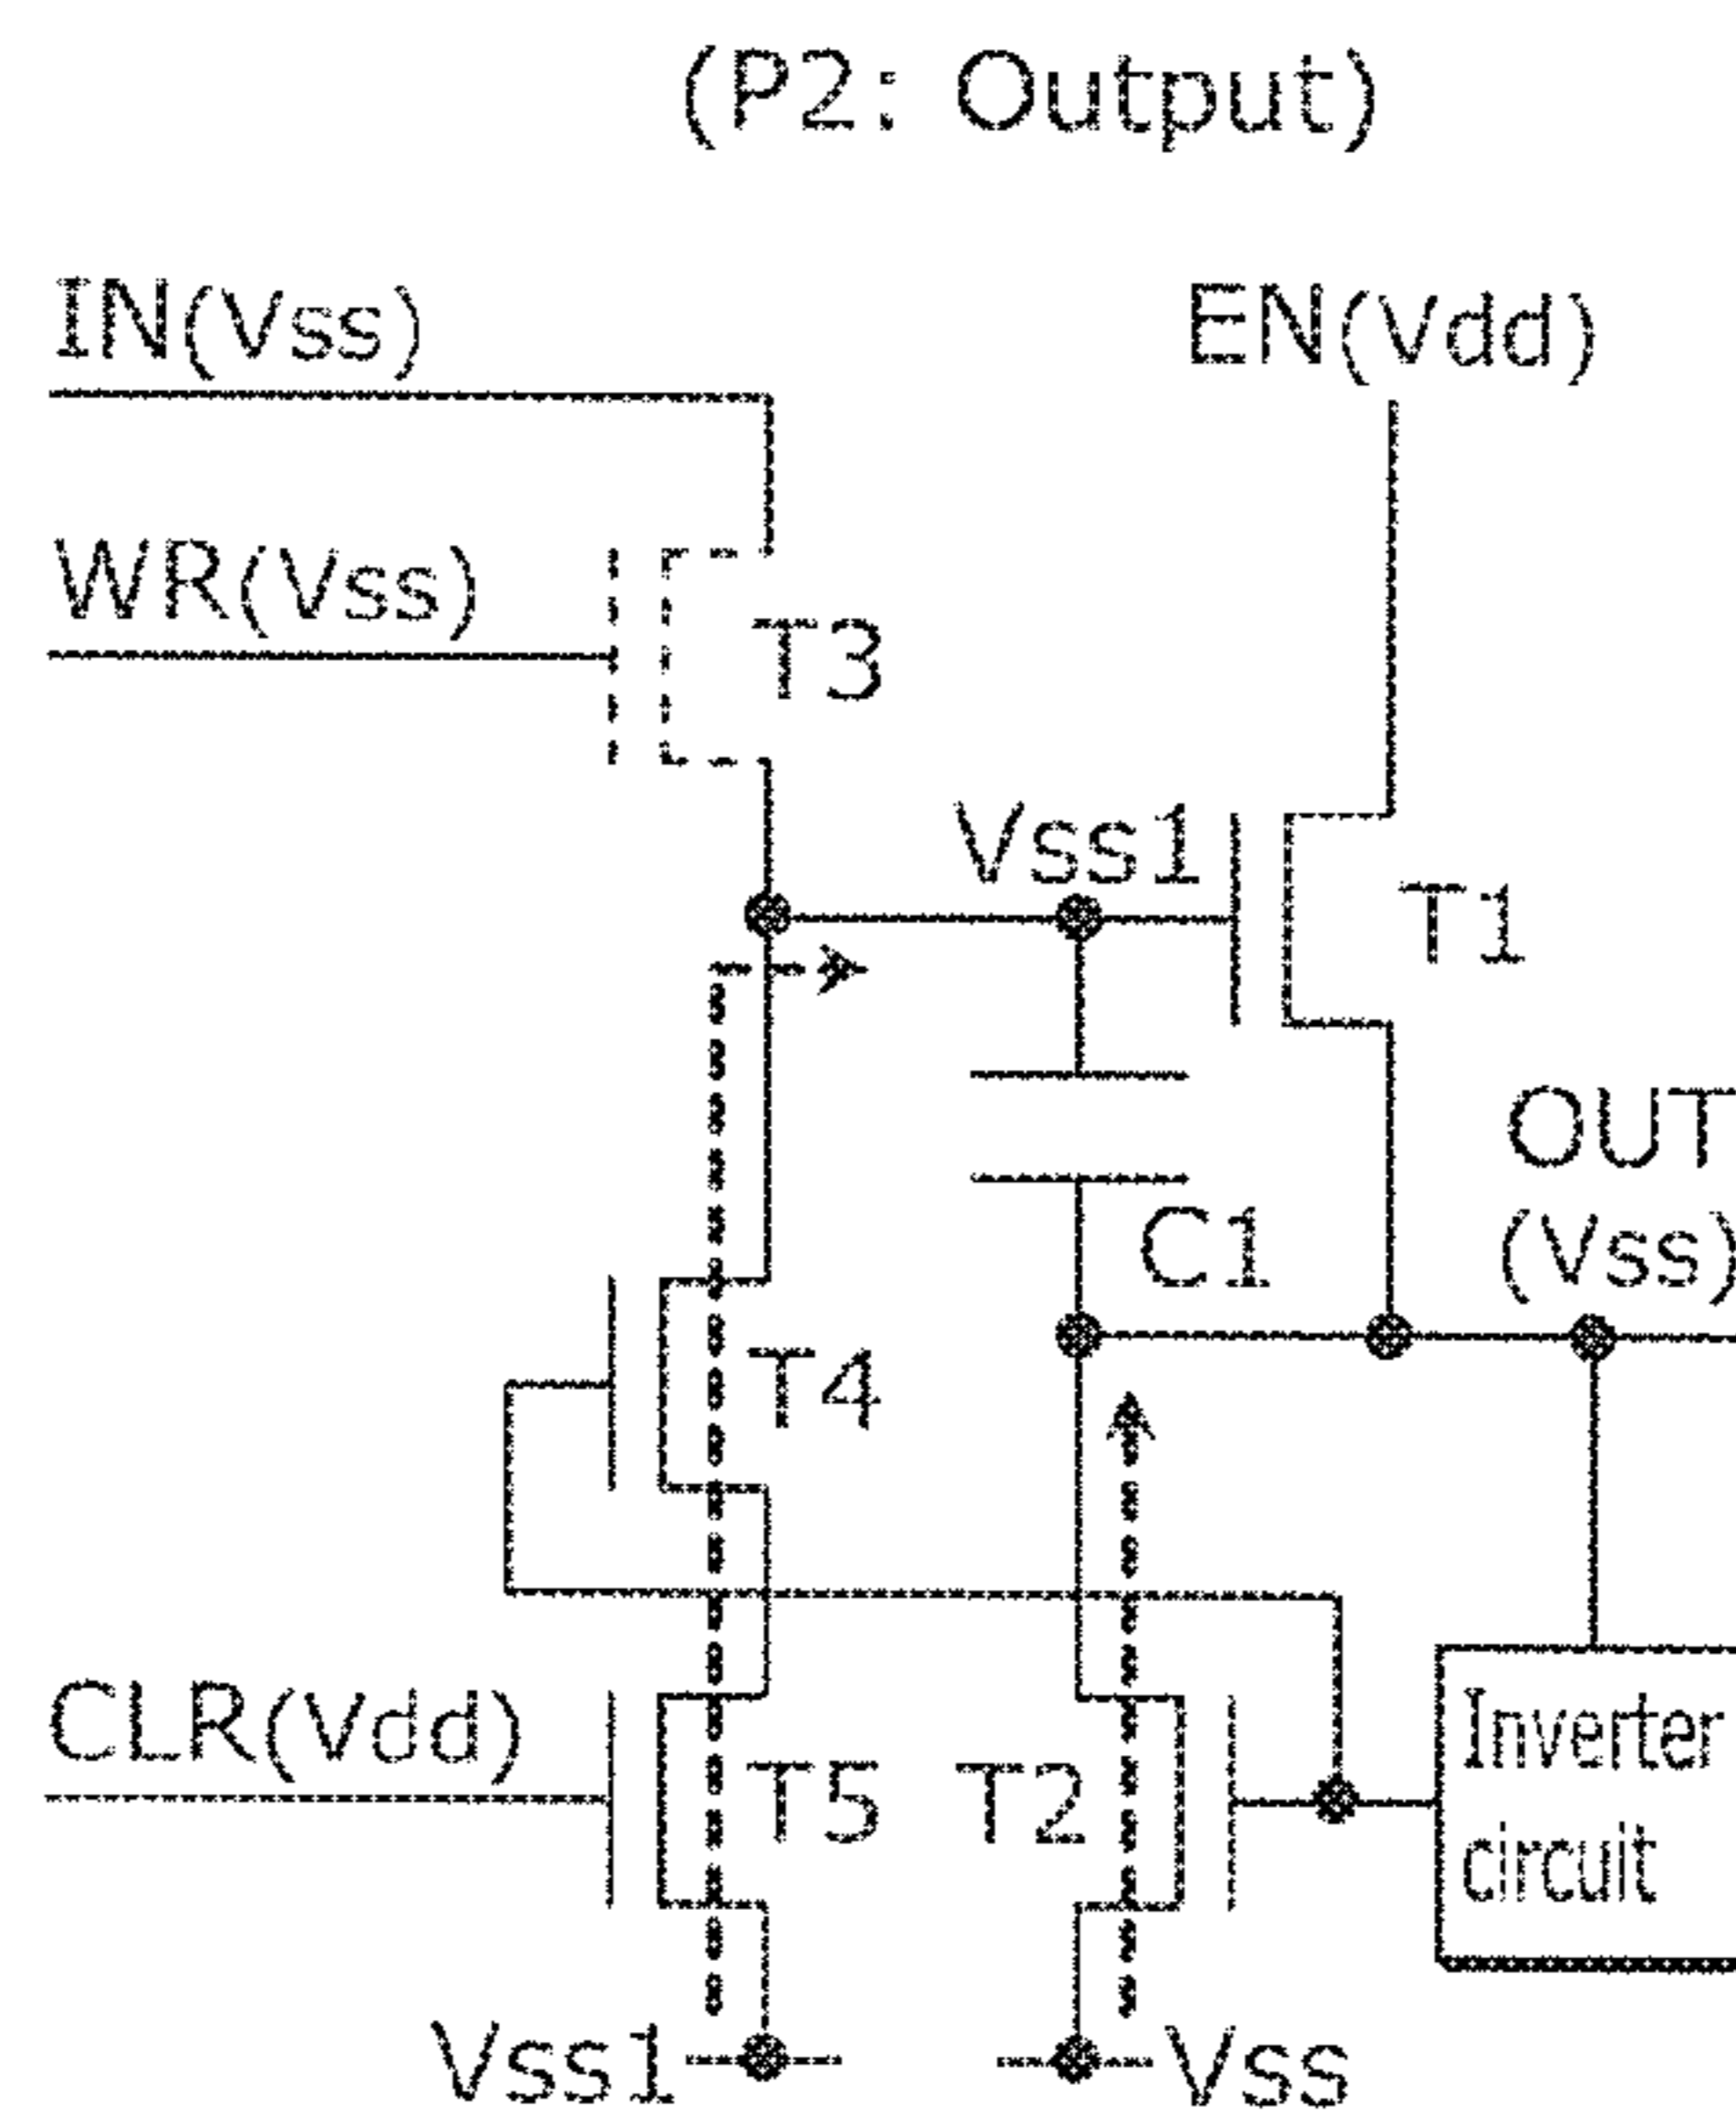 (P2: Output)
IN(Vss)
EN(Vdd)
WR(Vss)
T3
Vss1
T1
OUT
(Vss)
C1
T4
CLR(Vdd)
T5
T2
Inverter
circuit
Vss1
Vss